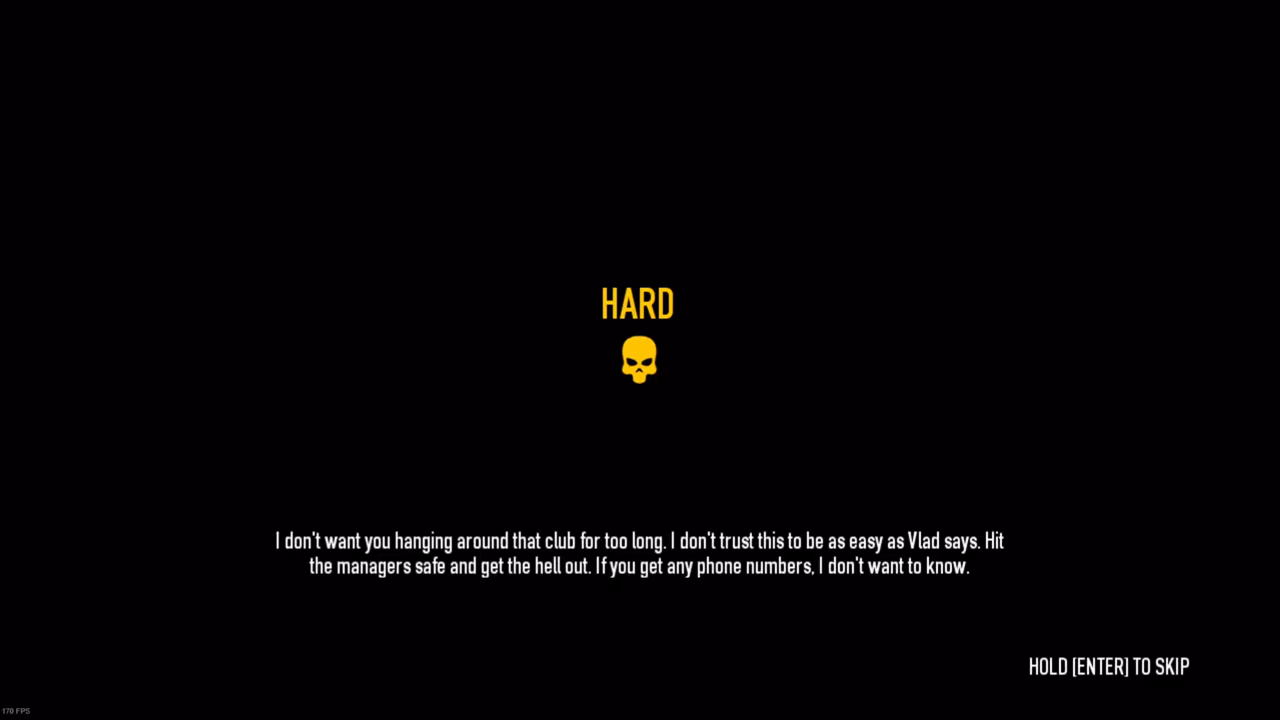 HARD
I don't want you hanging around that club for too long. I don't trust this to be as easy as Vlad says. Hit
the managers safe and get the hell out. If you get any phone numbers, I don't want to know.
HOLD [ENTER] TO SKIP
170 FPS